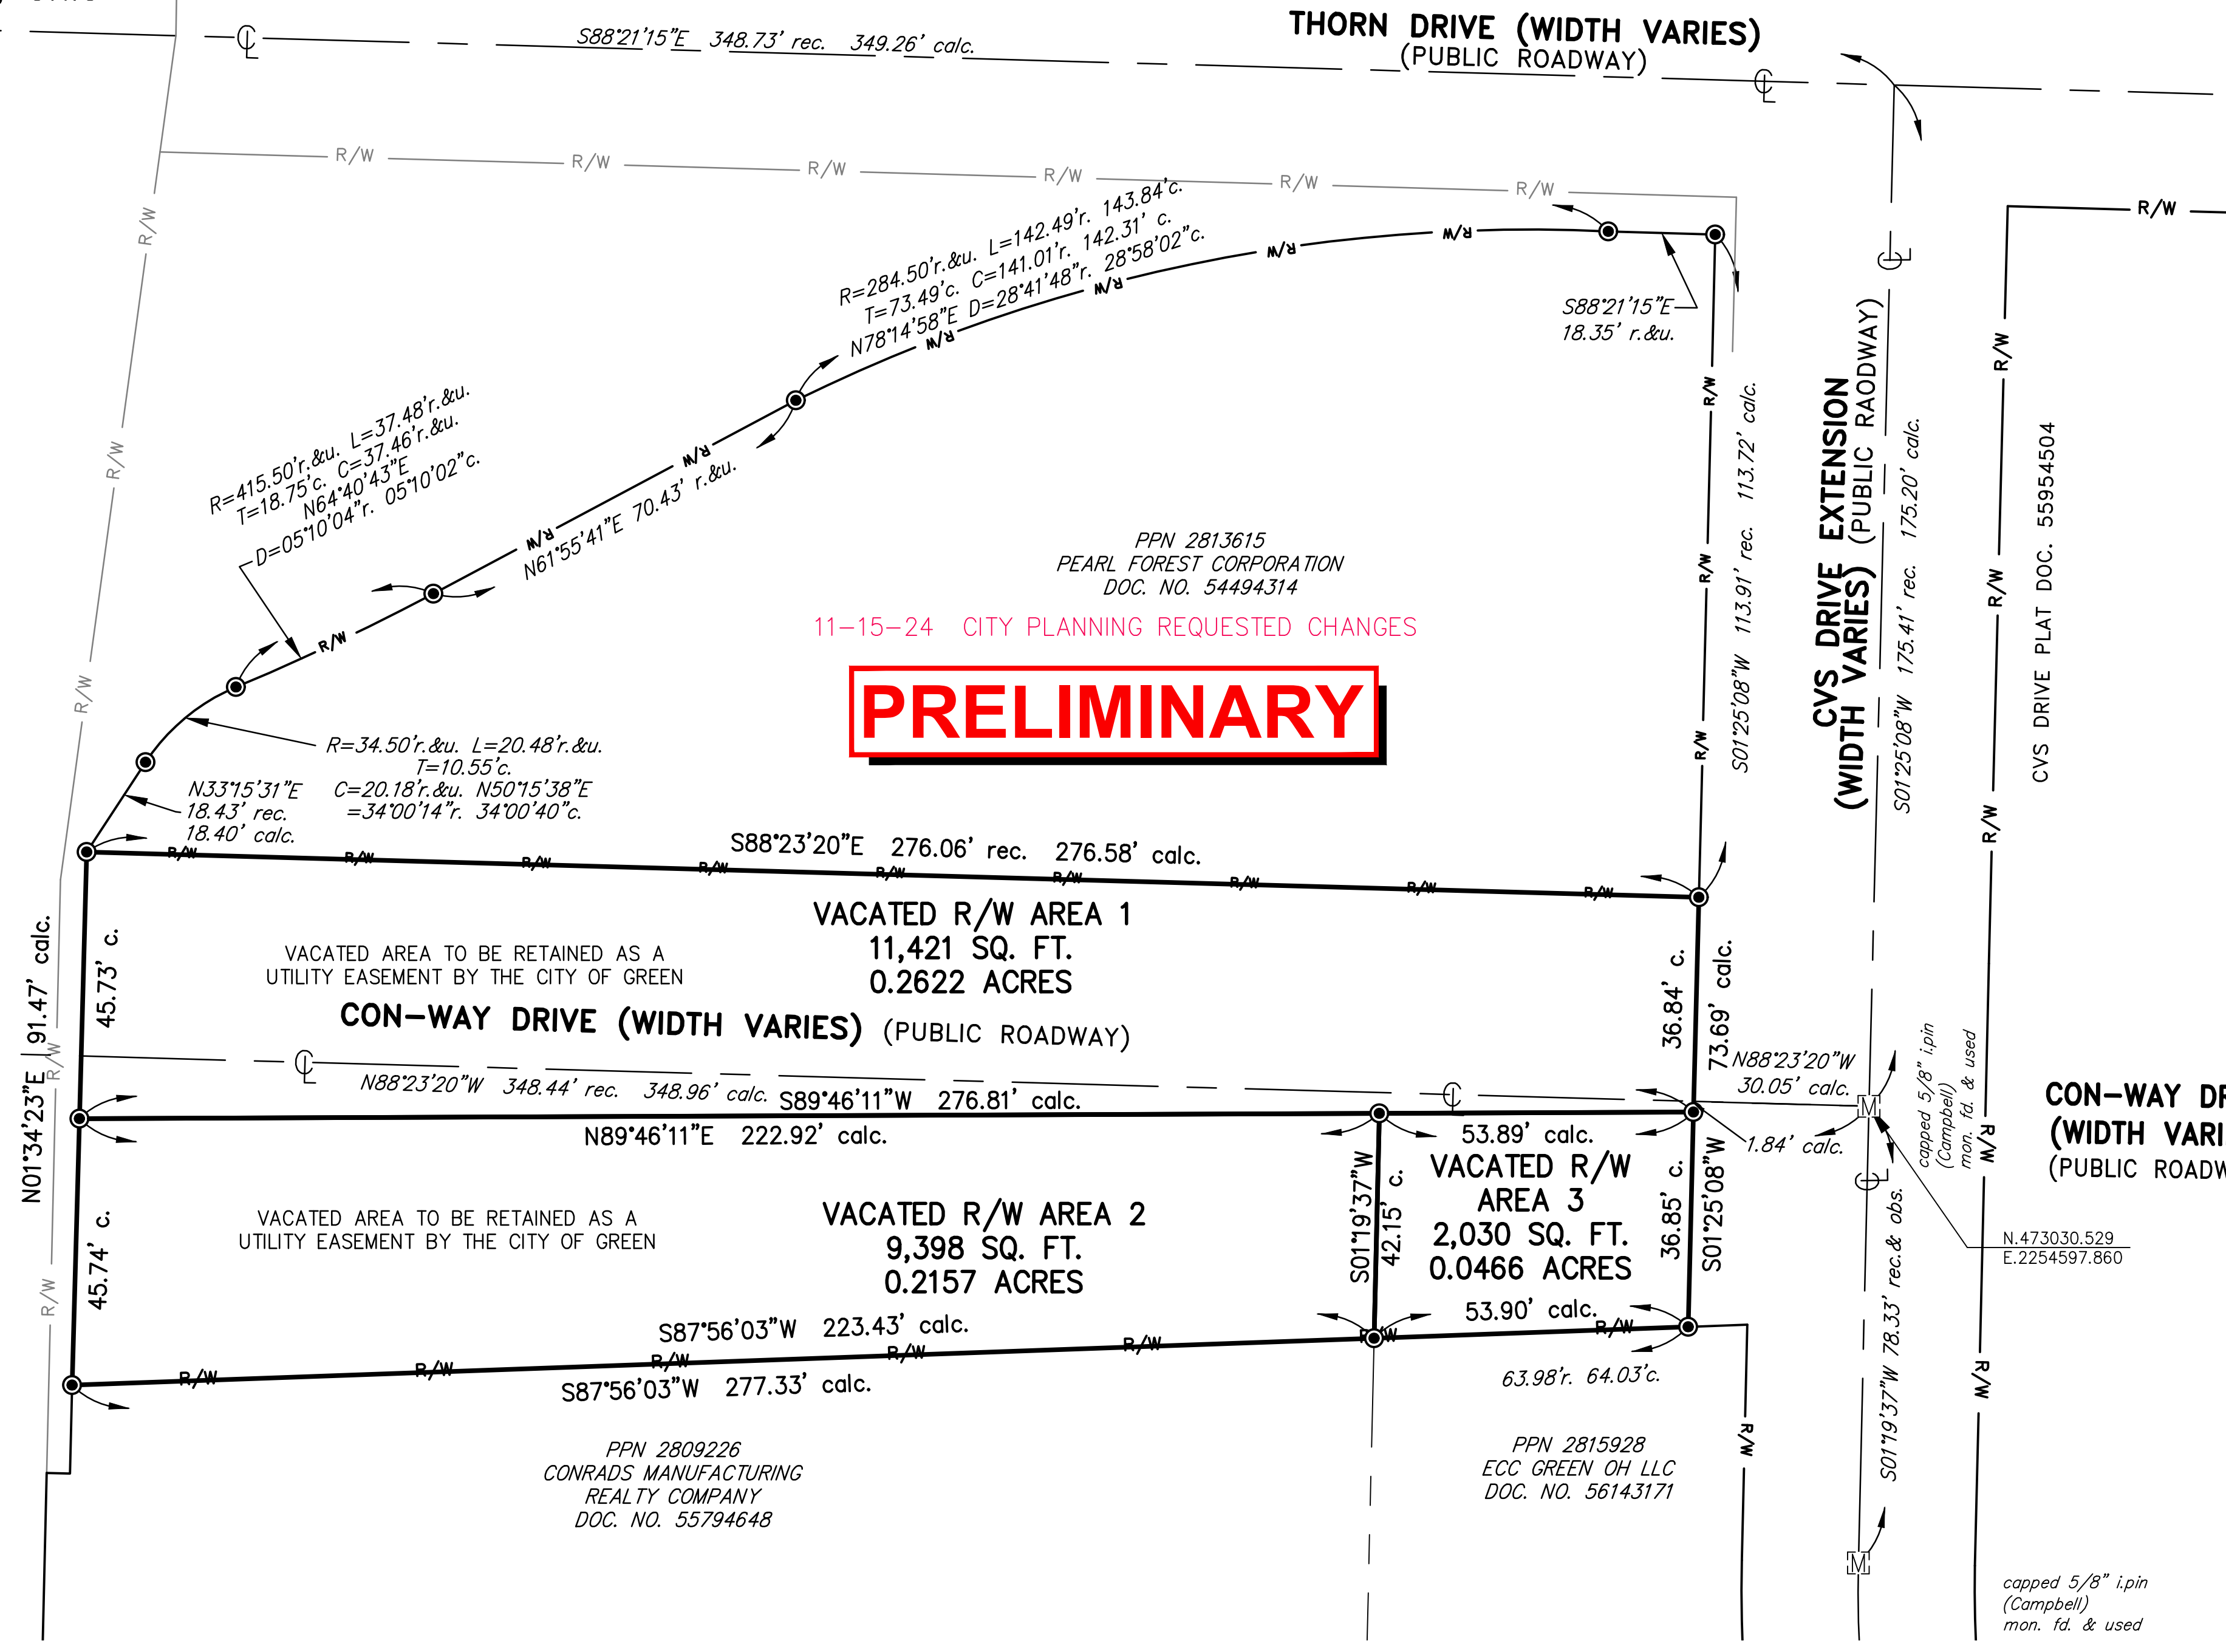 THORN DRIVE (WIDTH VARIES)
(PUBLIC ROADWAY)
S88°21'15"E 348.73' rec. 349.26' calc.
R/W R/W R/W R/W R/W R/W
R/W
R/W
R/W
R/W
R/W
R/W
R/W
R=284.50'r.&u. L=142.49'r. 143.84'c.
T=73.49'c. C=141.01'r. 142.31' c.
N78°14'58"E D=28°41'48"r. 28°58'02"c.
R/W R/W R/W R/W
S88°21'15"E
18.35' r.&u.
R=415.50'r.&u. L=37.48'r.&u.
T=18.75'c. C=37.46'r.&u.
N64°40'43"E
D=05°10'04"r. 05°10'02"c.
N61°55'41"E 70.43' r.&u.
R/W
R/W
R/W
PPN 2813615
PEARL FOREST CORPORATION
DOC. NO. 54494314
11-15-24 CITY PLANNING REQUESTED CHANGES
PRELIMINARY
R=34.50'r.&u. L=20.48'r.&u.
T=10.55'c.
C=20.18'r.&u. N50°15'38"E
=34°00'14"r. 34°00'40"c.
N33°15'31"E
18.43' rec.
18.40' calc.
R/W
R/W
R/W
S01°25'08"W 113.91' rec. 113.72' calc.
CVS DRIVE EXTENSION
(WIDTH VARIES) (PUBLIC RAODWAY)
S01°25'08"W 175.41' rec. 175.20' calc.
R/W
R/W
R/W
R/W
R/W
R/W
CVS DRIVE PLAT DOC. 55954504
S88°23'20"E 276.06' rec. 276.58' calc.
R/W R/W R/W R/W R/W R/W R/W R/W R/W
VACATED R/W AREA 1
11,421 SQ. FT.
0.2622 ACRES
VACATED AREA TO BE RETAINED AS A
UTILITY EASEMENT BY THE CITY OF GREEN
CON-WAY DRIVE (WIDTH VARIES) (PUBLIC ROADWAY)
N01°34'23"E 91.47' calc.
45.73' c.
45.74' c.
36.84' c.
73.69' calc.
N88°23'20"W
30.05' calc.
1.84' calc.
capped 5/8" i.pin
(Campbell)
mon. fd. & used
N88°23'20"W 348.44' rec. 348.96' calc.
S89°46'11"W 276.81' calc.
N89°46'11"E 222.92' calc.
53.89' calc.
VACATED R/W
AREA 3
2,030 SQ. FT.
0.0466 ACRES
S01°19'37"W
42.15' c.
36.85' c.
S01°25'08"W
VACATED AREA TO BE RETAINED AS A
UTILITY EASEMENT BY THE CITY OF GREEN
VACATED R/W AREA 2
9,398 SQ. FT.
0.2157 ACRES
M
CON-WAY DR
(WIDTH VARI
(PUBLIC ROADW
N.473030.529
E.2254597.860
S01°19'37"W 78.33' rec.& obs.
53.90' calc.
S87°56'03"W 223.43' calc.
R/W R/W R/W R/W R/W R/W R/W
S87°56'03"W 277.33' calc.
63.98'r. 64.03'c.
R/W
PPN 2809226
CONRADS MANUFACTURING
REALTY COMPANY
DOC. NO. 55794648
PPN 2815928
ECC GREEN OH LLC
DOC. NO. 56143171
M
capped 5/8" i.pin
(Campbell)
mon. fd. & used